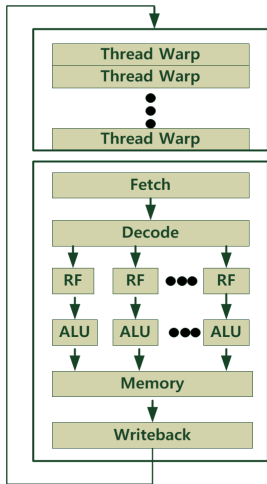 Thread Warp
Thread Warp
Thread Warp
Fetch
Decode
RF RF RF
ALU ALU ALU
Memory
Writeback